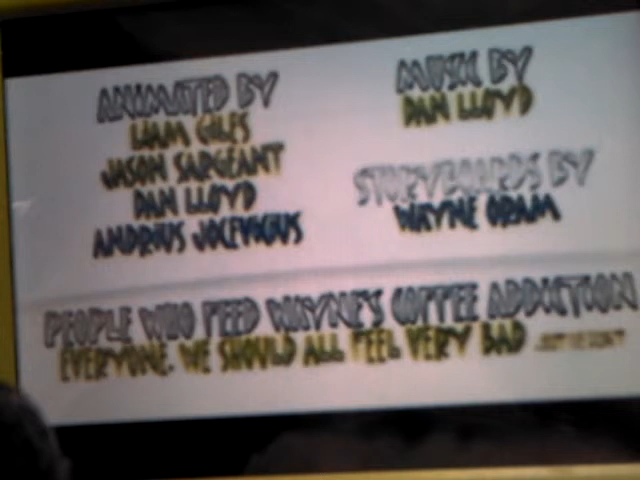 ANIMATED BY
LIAM GILES
JASON SARGEANT
DAN LLOYD
ANDRIUS JOCEVICIUS
MUSIC BY
DAN LLOYD
STORYBOARDS BY
WAYNE ORAM
PEOPLE WHO FEED WAYNE'S COFFEE ADDICTION
EVERYONE. WE SHOULD ALL FEEL VERY BAD